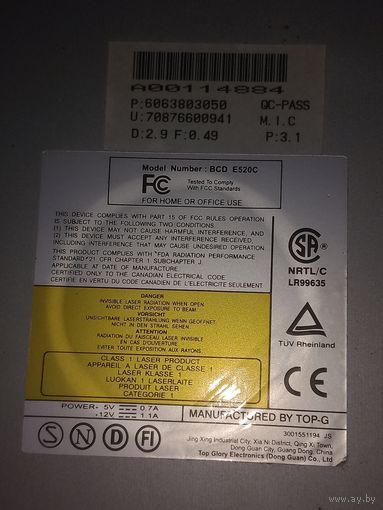 A00114884
P:6063803050 QC-PASS
U:70876600941 M.I.C
D:2.9 F:0.49 P:3.1
Model Number : BCD E520C
FC
Tested To Comply
With FCC Standards
FOR HOME OR OFFICE USE
THIS DEVICE COMPLIES WITH PART 15 OF FCC RULES OPERATION
IS SUBJECT TO THE FOLLOWING TWO CONDITIONS.
(1) THIS DEVICE MAY NOT CAUSE HARMFUL INTERFERENCE, AND
(2) THIS DEVICE MUST ACCEPT ANY INTERFERENCE RECEIVED
INCLUDING INTERFERENCE THAT MAY CAUSE UNDESIRED OPERATION
THIS PRODUCT COMPLIES WITH "FDA RADIATION PERFORMANCE
STANDARD"21 CFR SUBCHAPTER J.
APPLICABLE AT DATE OF MANUFACTURE
CERTIFIED ONLY TO THE CANADIAN ELECTRICAL CODE
CERTIFIE EN VERTU DU CODE CANADIEN DE L'ELECTRICITE SEULEMENT
SA
NRTL/C
LR99635
DANGER
INVISIBLE LASER RADIATION WHEN OPEN.
AVOID DIRECT EXPOSURE TO BEAM.
VORSICHT
UNSICHTBARE LASERSTRAHLUNG WENN GEOFFNET.
NICHT IN DEN STRAHL SEHEN
ATTENTION
RADIATION DU FAISCEAU LASER INVISIBLE
EN CAS D'OUVERTURE
EVITER TOUTE EXPOSITION AUX RAYONS.
TUV Rheinland
CLASS 1 LASER PRODUCT
APPAREIL A LASER DE CLASSE 1
LASER KLASSE 1
LUOKAN 1 LASERLAITE
PRODUIT LASER
CATEGORIE 1
CE
POWER: 5V 0.7A
12V 1.1A
MANUFACTURED BY TOP-G
3001551194 JS
S N D FI
Jing Xing Industrial City, Xia Ni District, Qing Xi Town,
Dong Guan City, Guang Dong, China
Top Glory Electronics (Dong Guan) Co., Ltd
www.ay.by